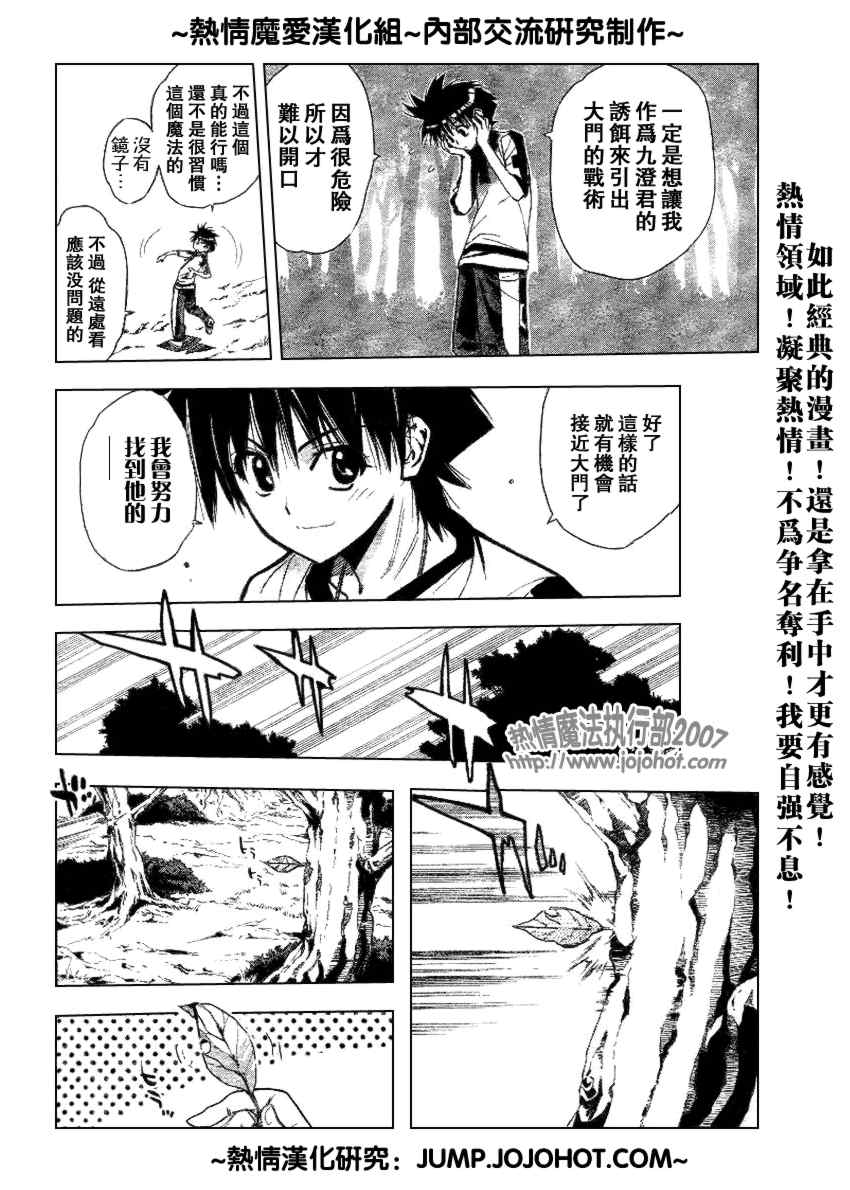 ~熱情魔愛漢化組~內部交流研究制作~
一定是想讓我
作爲九澄君的
誘餌來引出
大門的戰術
因爲很危險
所以才
難以開口
不過這個
真的能行嗎…
還不是很習慣
這個魔法的
沒有
鏡子…
不過 從遠處看
應該没問題的
好了
這樣的話
就有機會
接近大門了
我會努力
找到他的
——
ザ
ザ
ザ
熱情魔法执行部2007
http://www.jojohot.com
如此經典的漫畫！還是拿在手中才更有感覺！
熱情領域！凝聚熱情！不爲争名奪利！我要自强不息！
~熱情漢化研究：JUMP.JOJOHOT.COM~